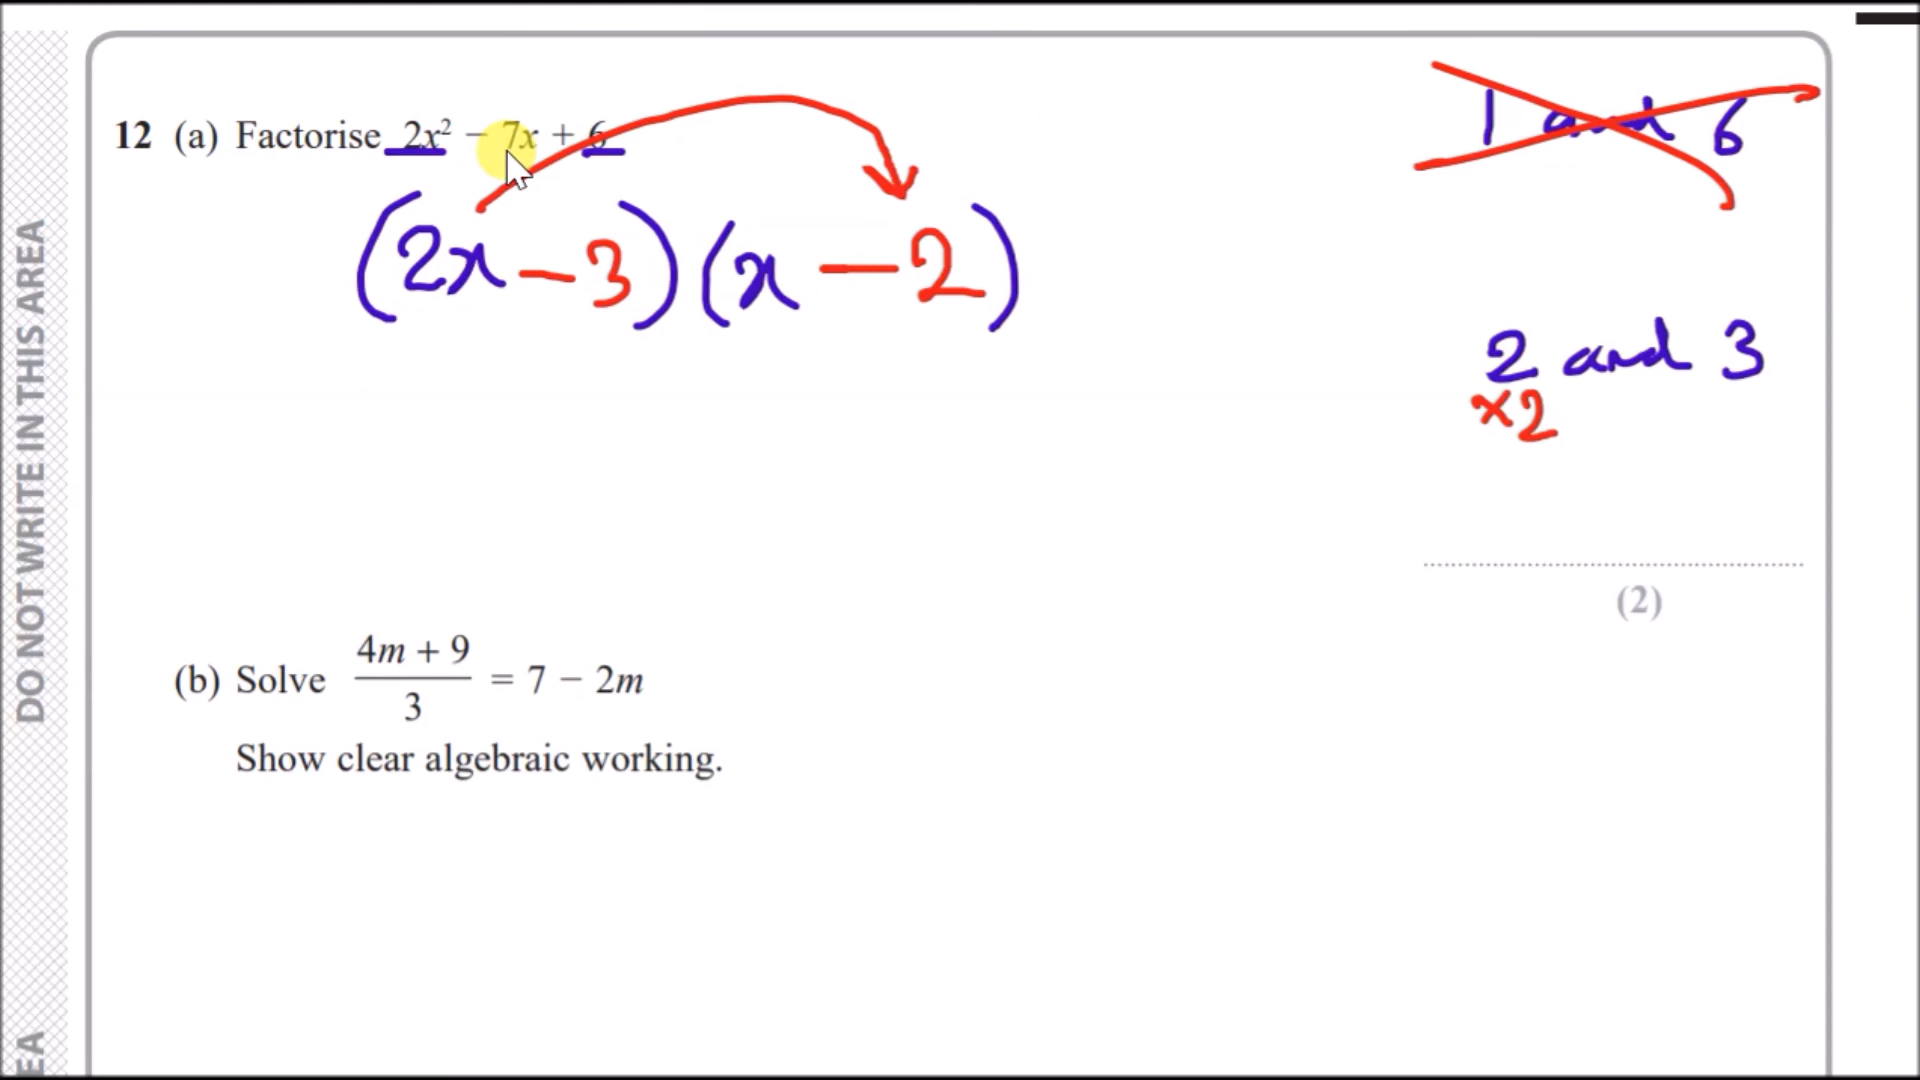 12 (a) Factorise 2x² − 7x + 6
1 and 6
(2x − 3)(x − 2)
2 and 3
×2
(2)
(b) Solve (4m + 9)/3 = 7 − 2m
Show clear algebraic working.
DO NOT WRITE IN THIS AREA
EA